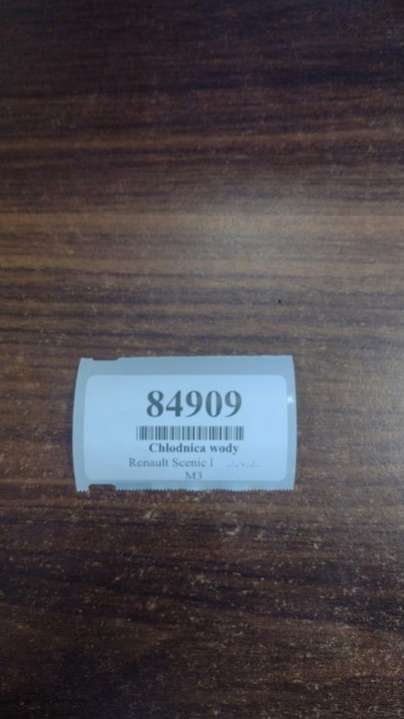 84909
Chłodnica wody
Renault Scenic I
M3